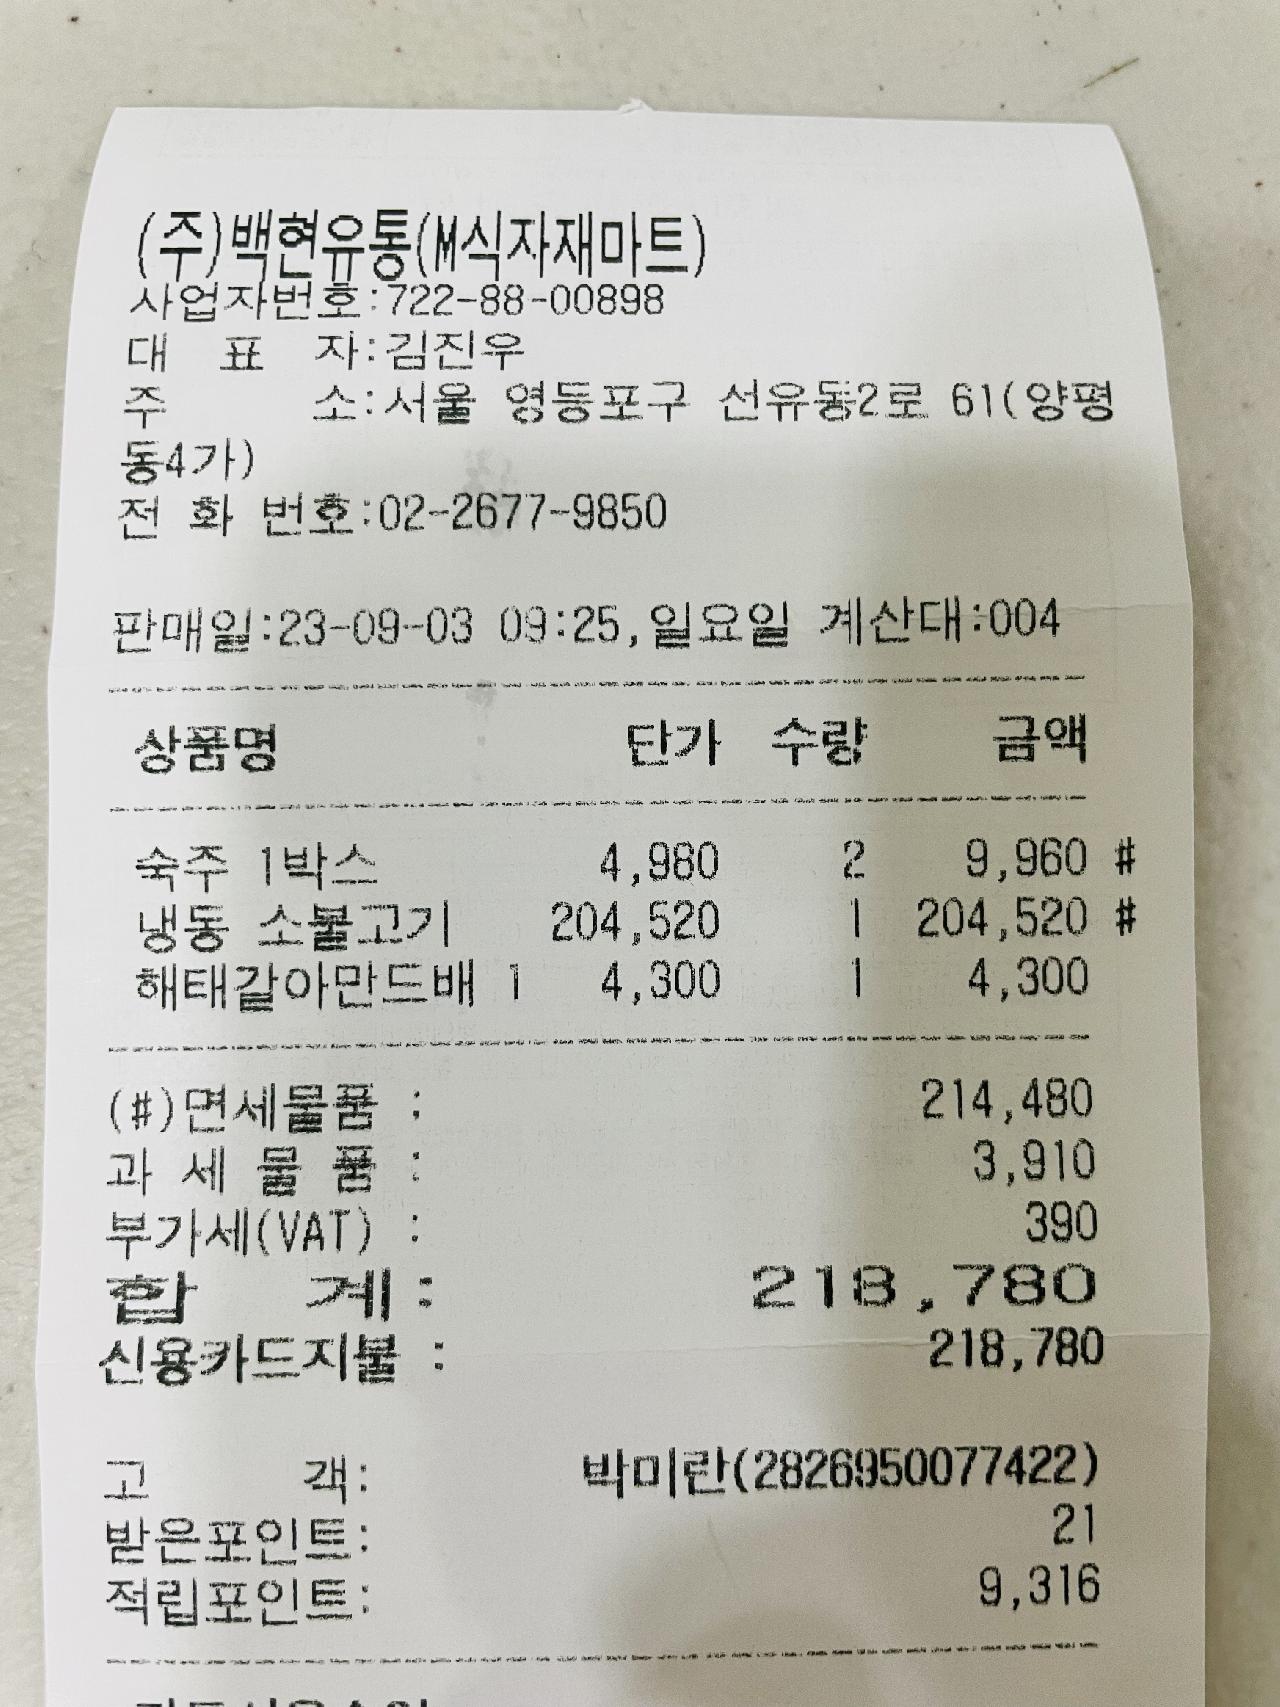 (주)백현유통(M식자재마트)
사업자번호:722-88-00898
대 표 자:김진우
주 소:서울 영등포구 선유동2로 61(양평
동4가)
전 화 번호:02-2677-9850
판매일:23-09-03 09:25,일요일 계산대:004
상품명 단가 수량 금액
숙주 1박스 4,980 2 9,960 #
냉동 소불고기 204,520 1 204,520 #
해태갈아만드배 1 4,300 1 4,300
(#)면세물품 : 214,480
과 세 물 품 : 3,910
부가세(VAT) : 390
합 계: 218,780
신용카드지불 : 218,780
고 객: 박미란(2826950077422)
받은포인트: 21
적립포인트: 9,316